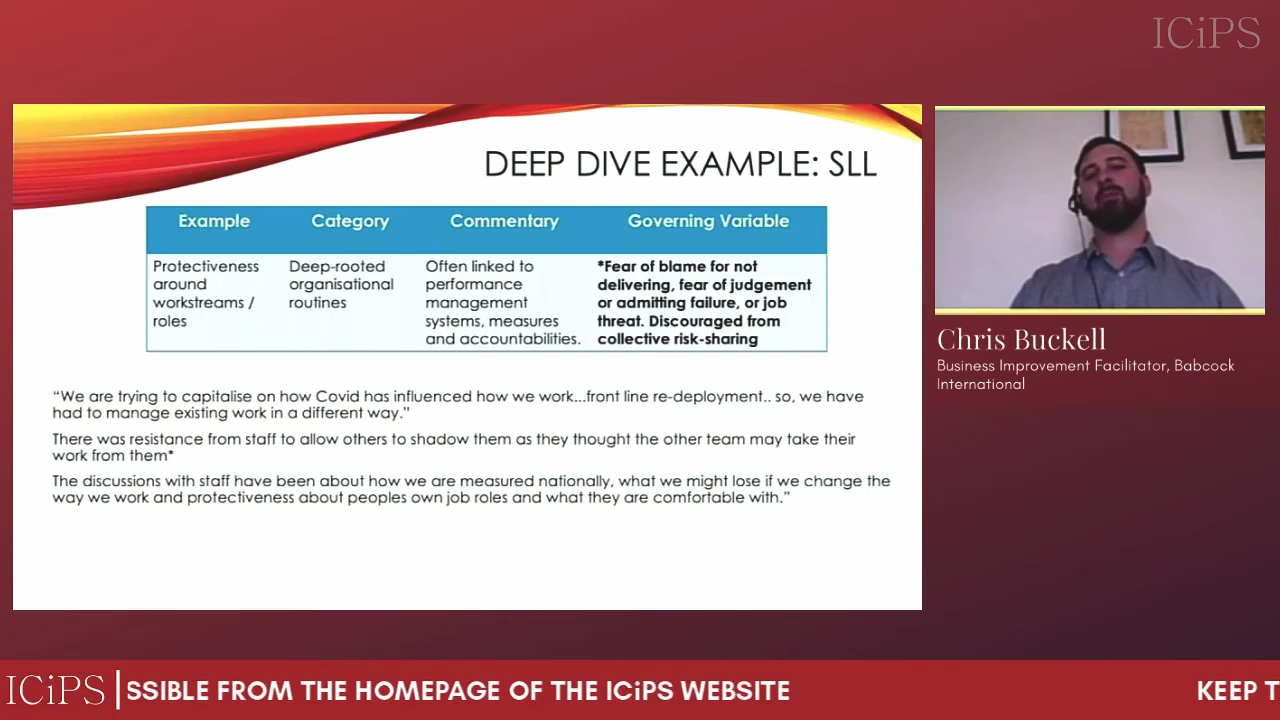 ICiPS
DEEP DIVE EXAMPLE: SLL
Example Category Commentary Governing Variable
Protectiveness
around
workstreams /
roles
Deep-rooted
organisational
routines
Often linked to
performance
management
systems, measures
and accountabilities.
*Fear of blame for not
delivering, fear of judgement
or admitting failure, or job
threat. Discouraged from
collective risk-sharing
“We are trying to capitalise on how Covid has influenced how we work...front line re-deployment.. so, we have
had to manage existing work in a different way.”
There was resistance from staff to allow others to shadow them as they thought the other team may take their
work from them*
The discussions with staff have been about how we are measured nationally, what we might lose if we change the
way we work and protectiveness about peoples own job roles and what they are comfortable with.”
Chris Buckell
Business Improvement Facilitator, Babcock
International
ICiPS SSIBLE FROM THE HOMEPAGE OF THE ICiPS WEBSITE KEEP T